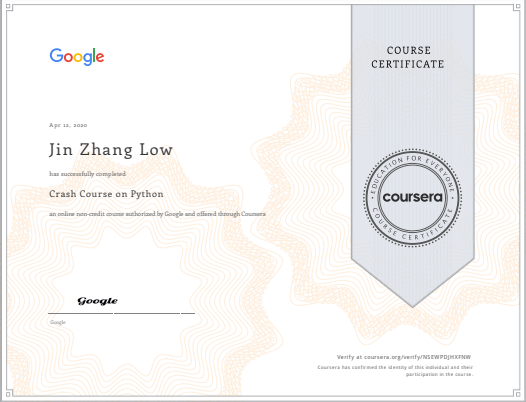 Google
COURSE
CERTIFICATE
Apr 12, 2020
Jin Zhang Low
has successfully completed
Crash Course on Python
an online non-credit course authorized by Google and offered through Coursera
EDUCATION FOR EVERYONE
coursera
COURSE CERTIFICATE
Google
Google
Verify at coursera.org/verify/NSEWPDJHXFNW
Coursera has confirmed the identity of this individual and their
participation in the course.